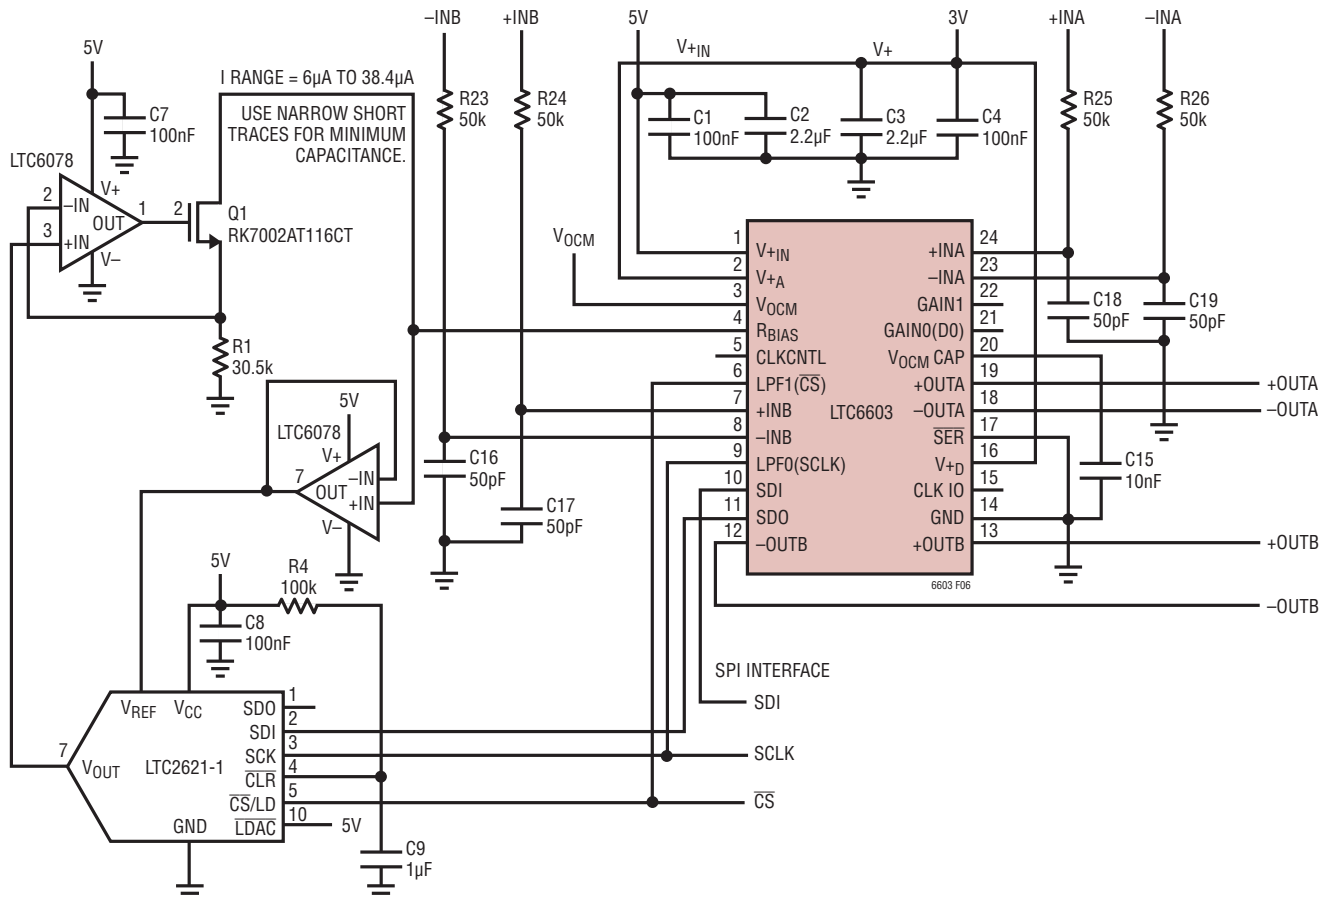 –INB
+INB
5V
3V
+INA
–INA
5V
V+IN
V+
I RANGE = 6µA TO 38.4µA
USE NARROW SHORT
TRACES FOR MINIMUM
CAPACITANCE.
C7
100nF
R23
50k
R24
50k
C1
100nF
C2
2.2µF
C3
2.2µF
C4
100nF
R25
50k
R26
50k
LTC6078
V+
2
–IN
OUT
1
3
+IN
V–
2
Q1
RK7002AT116CT
VOCM
R1
30.5k
1
V+IN
2
V+A
3
VOCM
4
RBIAS
5
CLKCNTL
6
LPF1(C̅S̅)
7
+INB
8
–INB
9
LPF0(SCLK)
10
SDI
11
SDO
12
–OUTB
LTC6603
24
+INA
23
–INA
22
GAIN1
21
GAIN0(D0)
20
VOCM CAP
19
+OUTA
18
–OUTA
17
S̅E̅R̅
16
V+D
15
CLK IO
14
GND
13
+OUTB
6603 F06
C18
50pF
C19
50pF
+OUTA
–OUTA
C15
10nF
+OUTB
–OUTB
5V
LTC6078
V+
7
OUT
–IN
+IN
V–
C16
50pF
C17
50pF
5V
R4
100k
C8
100nF
SPI INTERFACE
SDI
SCLK
C̅S̅
VREF
VCC
SDO
1
SDI
2
SCK
3
C̅L̅R̅
4
C̅S̅/LD
5
L̅D̅A̅C̅
10
5V
7
VOUT
LTC2621-1
GND
C9
1µF